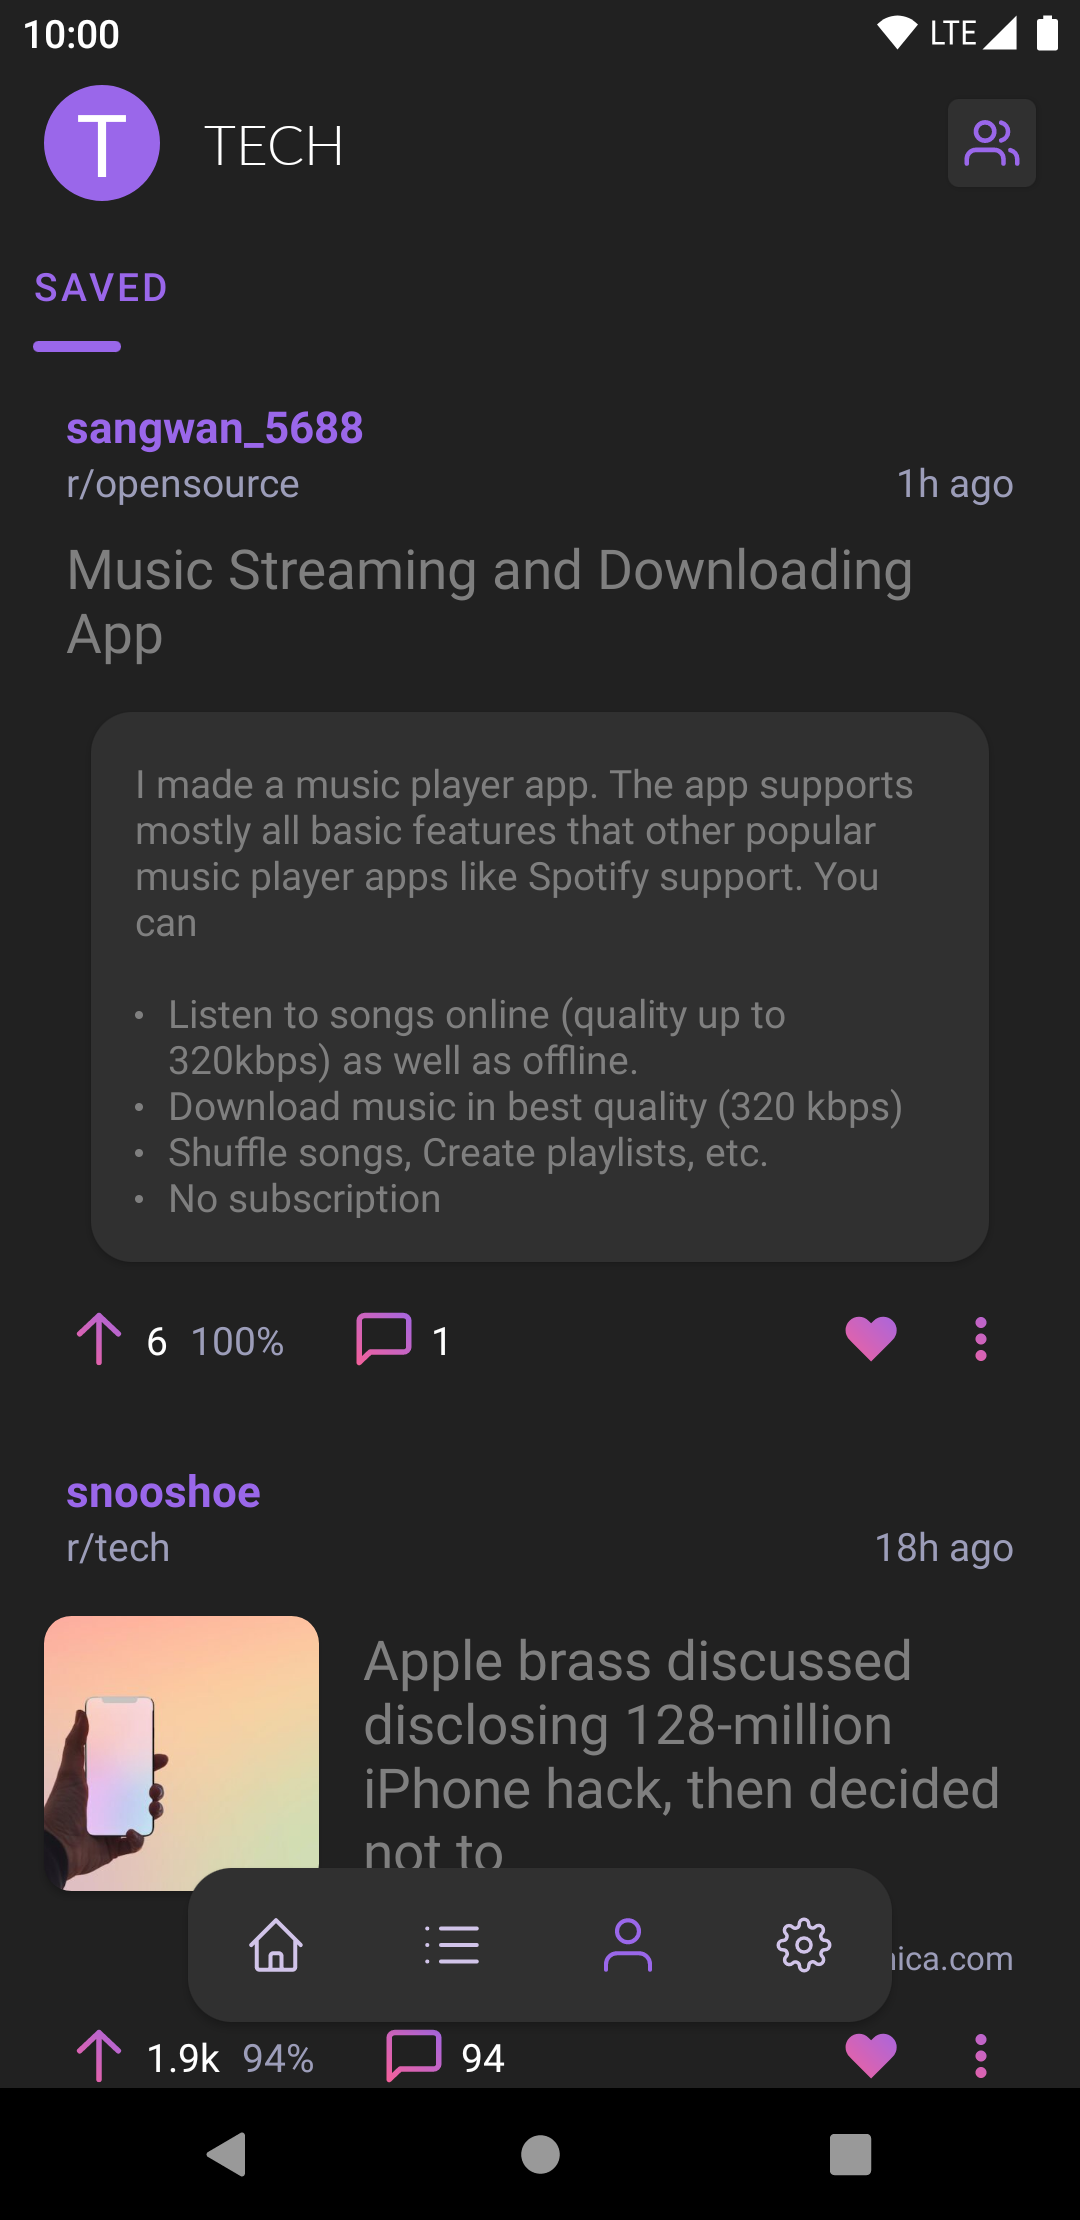 10:00
LTE
T
TECH
SAVED
sangwan_5688
r/opensource
1h ago
Music Streaming and Downloading
App
I made a music player app. The app supports
mostly all basic features that other popular
music player apps like Spotify support. You
can
• Listen to songs online (quality up to
320kbps) as well as offline.
• Download music in best quality (320 kbps)
• Shuffle songs, Create playlists, etc.
• No subscription
6 100% 1
snooshoe
r/tech
18h ago
Apple brass discussed
disclosing 128-million
iPhone hack, then decided
not to
nica.com
1.9k 94% 94